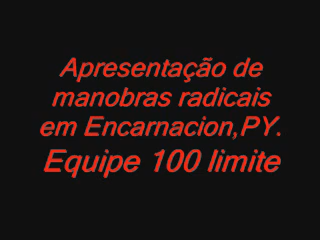 Apresentação de
manobras radicais
em Encarnacion,PY.
Equipe 100 limite